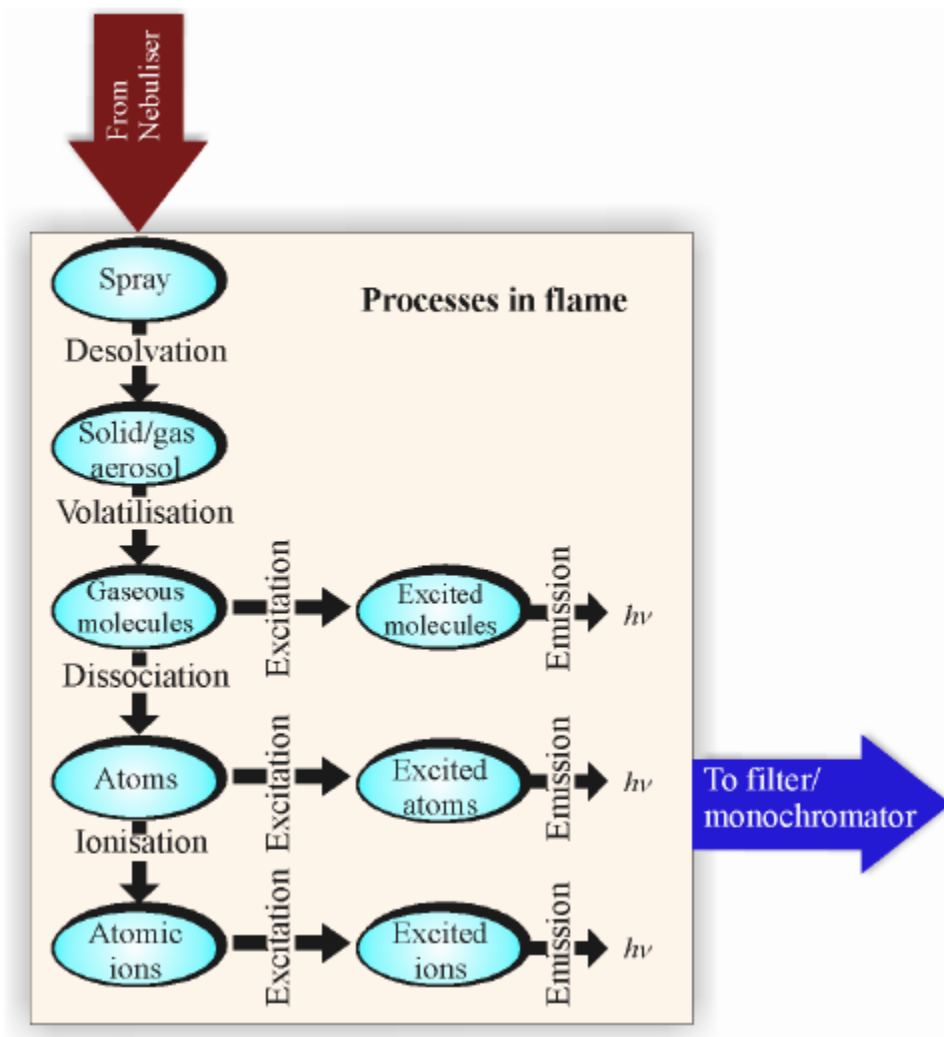 From
Nebuliser
Spray
Processes in flame
Desolvation
Solid/gas
aerosol
Volatilisation
Gaseous
molecules
Excitation
Excited
molecules
Emission
hν
Dissociation
Atoms
Excitation
Excited
atoms
Emission
hν
To filter/
monochromator
Ionisation
Atomic
ions
Excitation
Excited
ions
Emission
hν